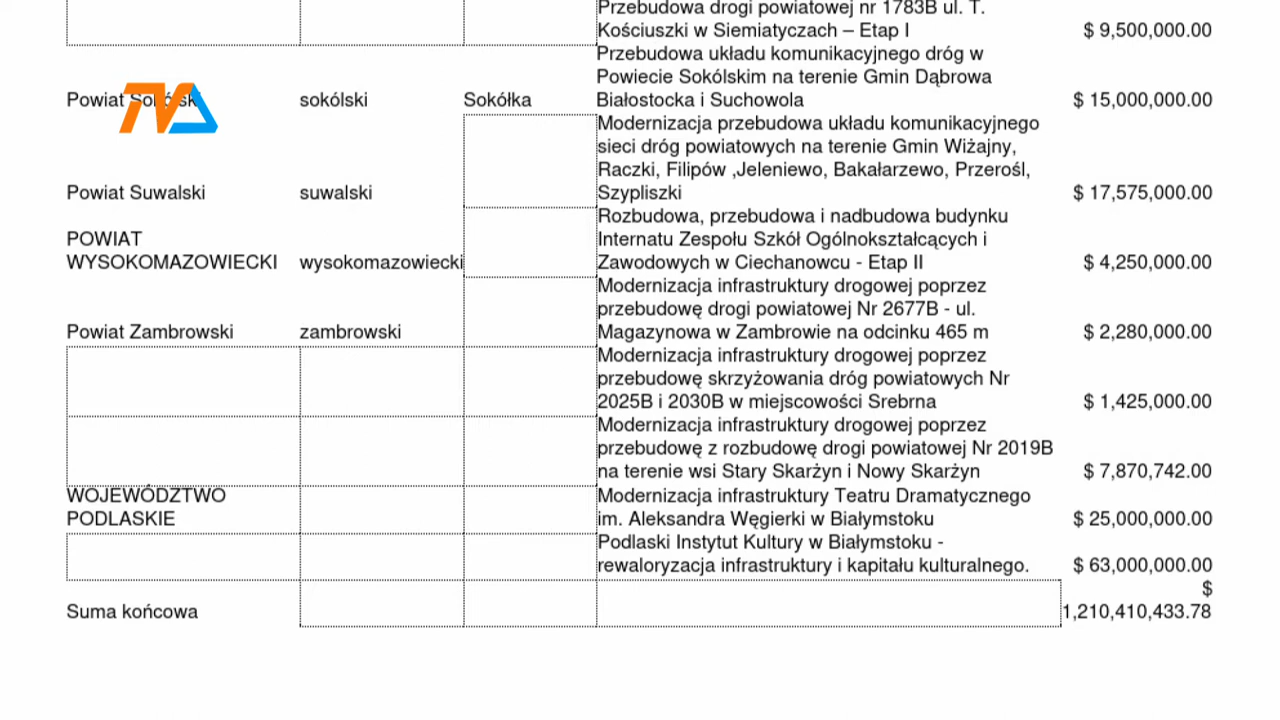 Przebudowa drogi powiatowej nr 1783B ul. T.
Kościuszki w Siemiatyczach – Etap I $ 9,500,000.00
Przebudowa układu komunikacyjnego dróg w
Powiecie Sokólskim na terenie Gmin Dąbrowa
Powiat Sokólski sokólski Sokółka Białostocka i Suchowola $ 15,000,000.00
Modernizacja przebudowa układu komunikacyjnego
sieci dróg powiatowych na terenie Gmin Wiżajny,
Raczki, Filipów ,Jeleniewo, Bakałarzewo, Przerośl,
Powiat Suwalski suwalski Szypliszki $ 17,575,000.00
Rozbudowa, przebudowa i nadbudowa budynku
POWIAT Internatu Zespołu Szkół Ogólnokształcących i
WYSOKOMAZOWIECKI wysokomazowiecki Zawodowych w Ciechanowcu - Etap II $ 4,250,000.00
Modernizacja infrastruktury drogowej poprzez
przebudowę drogi powiatowej Nr 2677B - ul.
Powiat Zambrowski zambrowski Magazynowa w Zambrowie na odcinku 465 m $ 2,280,000.00
Modernizacja infrastruktury drogowej poprzez
przebudowę skrzyżowania dróg powiatowych Nr
2025B i 2030B w miejscowości Srebrna $ 1,425,000.00
Modernizacja infrastruktury drogowej poprzez
przebudowę z rozbudowę drogi powiatowej Nr 2019B
na terenie wsi Stary Skarżyn i Nowy Skarżyn $ 7,870,742.00
WOJEWÓDZTWO Modernizacja infrastruktury Teatru Dramatycznego
PODLASKIE im. Aleksandra Węgierki w Białymstoku $ 25,000,000.00
Podlaski Instytut Kultury w Białymstoku -
rewaloryzacja infrastruktury i kapitału kulturalnego. $ 63,000,000.00
$
Suma końcowa 1,210,410,433.78